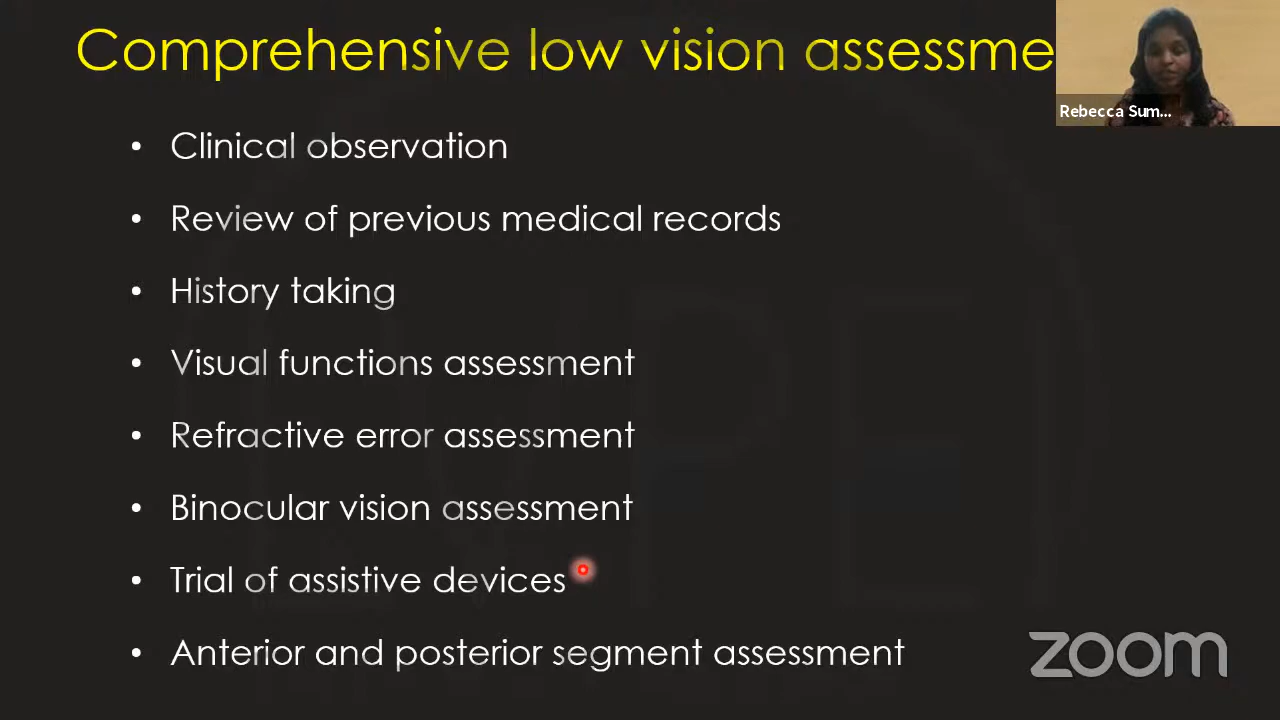 Comprehensive low vision assessme
Rebecca Sum...
• Clinical observation
• Review of previous medical records
• History taking
• Visual functions assessment
• Refractive error assessment
• Binocular vision assessment
• Trial of assistive devices
• Anterior and posterior segment assessment
zoom